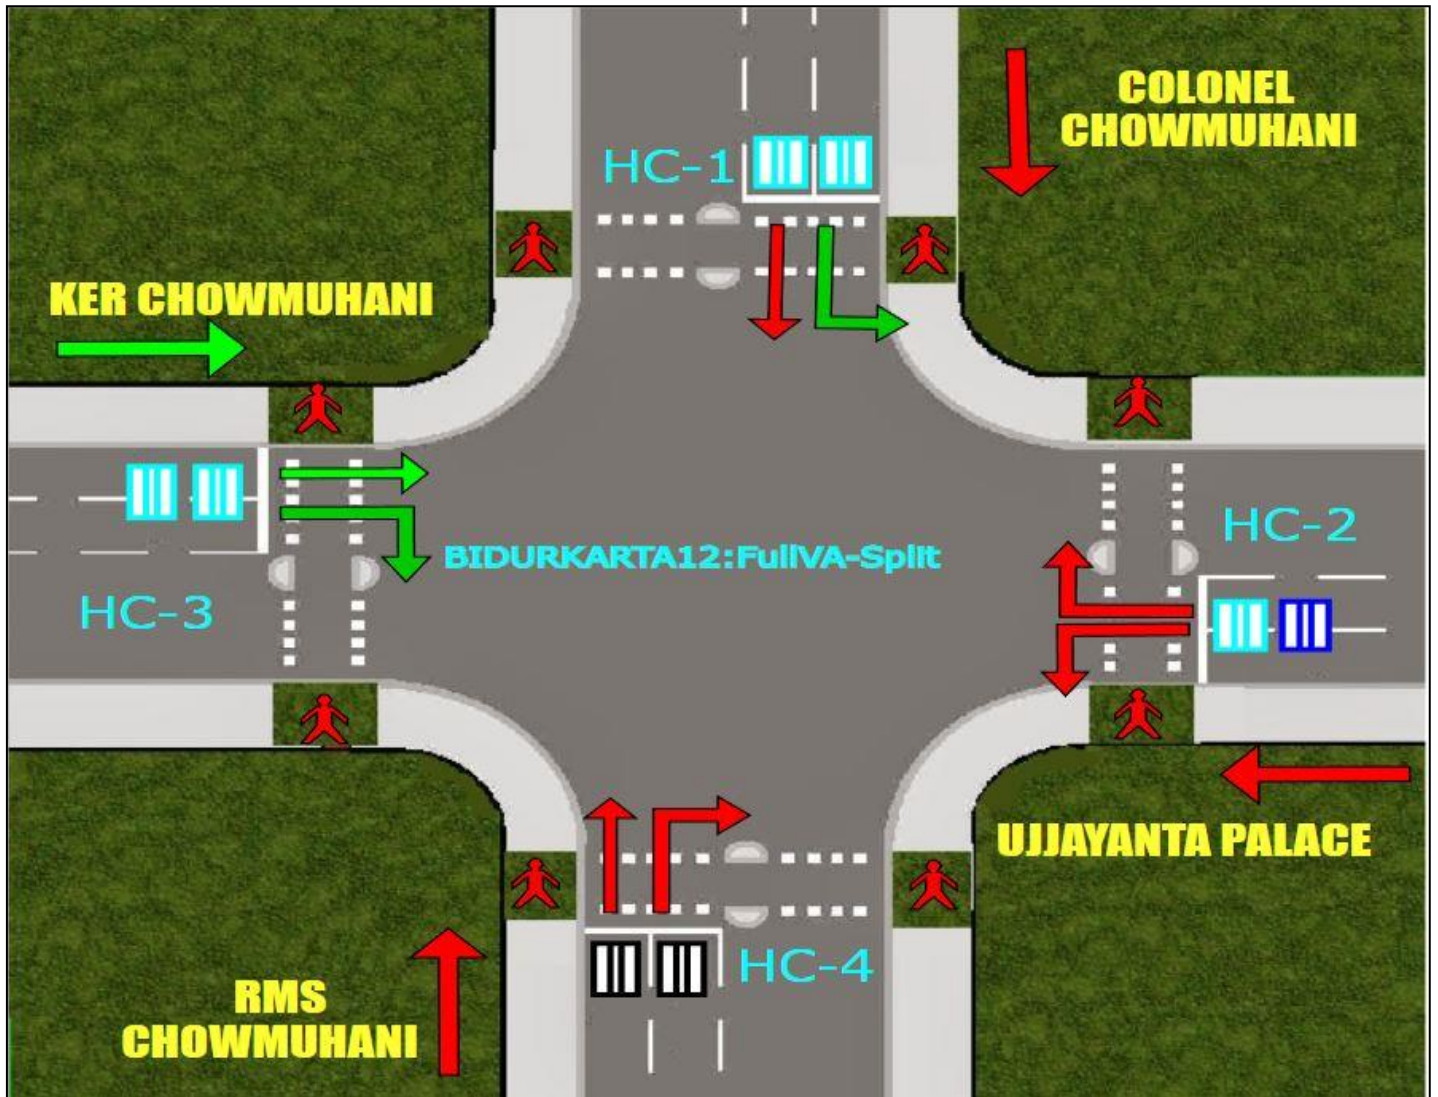 COLONEL
CHOWMUHANI
HC-1
KER CHOWMUHANI
HC-2
BIDURKARTA12:FullVA-Split
HC-3
UJJAYANTA PALACE
HC-4
RMS
CHOWMUHANI